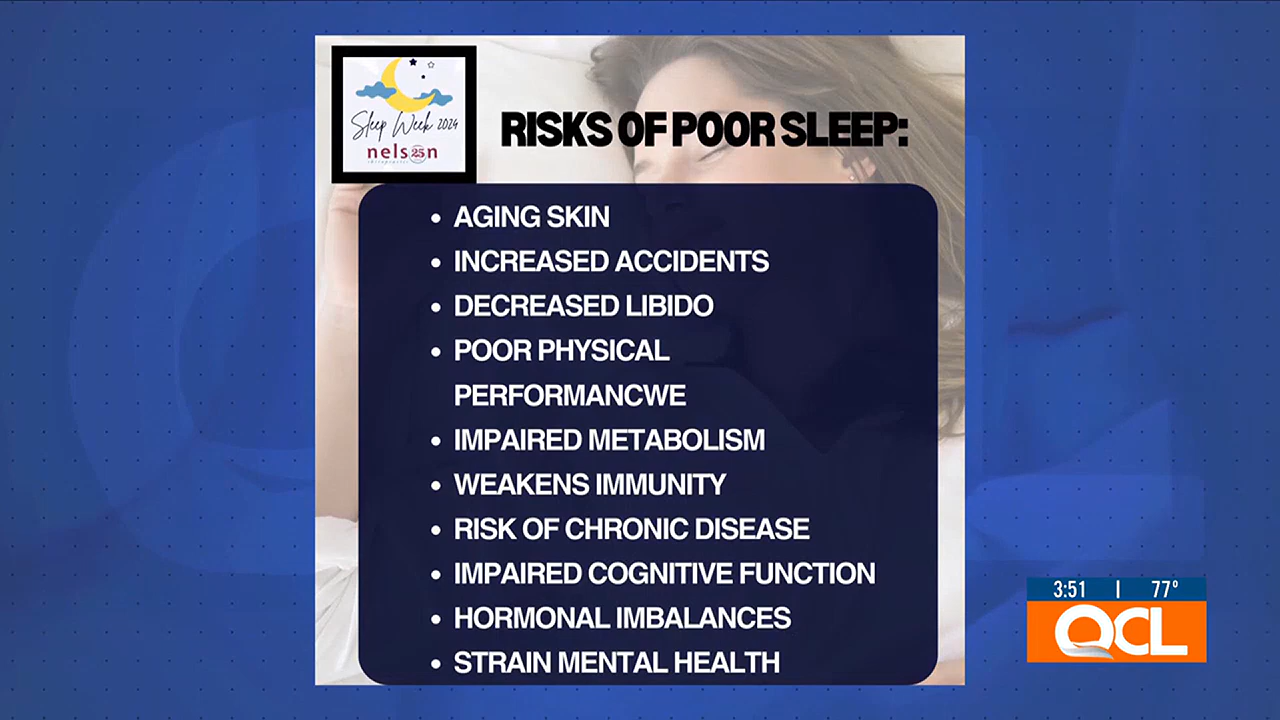 Sleep Week 2024
nelson
25
RISKS OF POOR SLEEP:
• AGING SKIN
• INCREASED ACCIDENTS
• DECREASED LIBIDO
• POOR PHYSICAL
PERFORMANCWE
• IMPAIRED METABOLISM
• WEAKENS IMMUNITY
• RISK OF CHRONIC DISEASE
• IMPAIRED COGNITIVE FUNCTION
• HORMONAL IMBALANCES
• STRAIN MENTAL HEALTH
3:51 | 77°
QCL